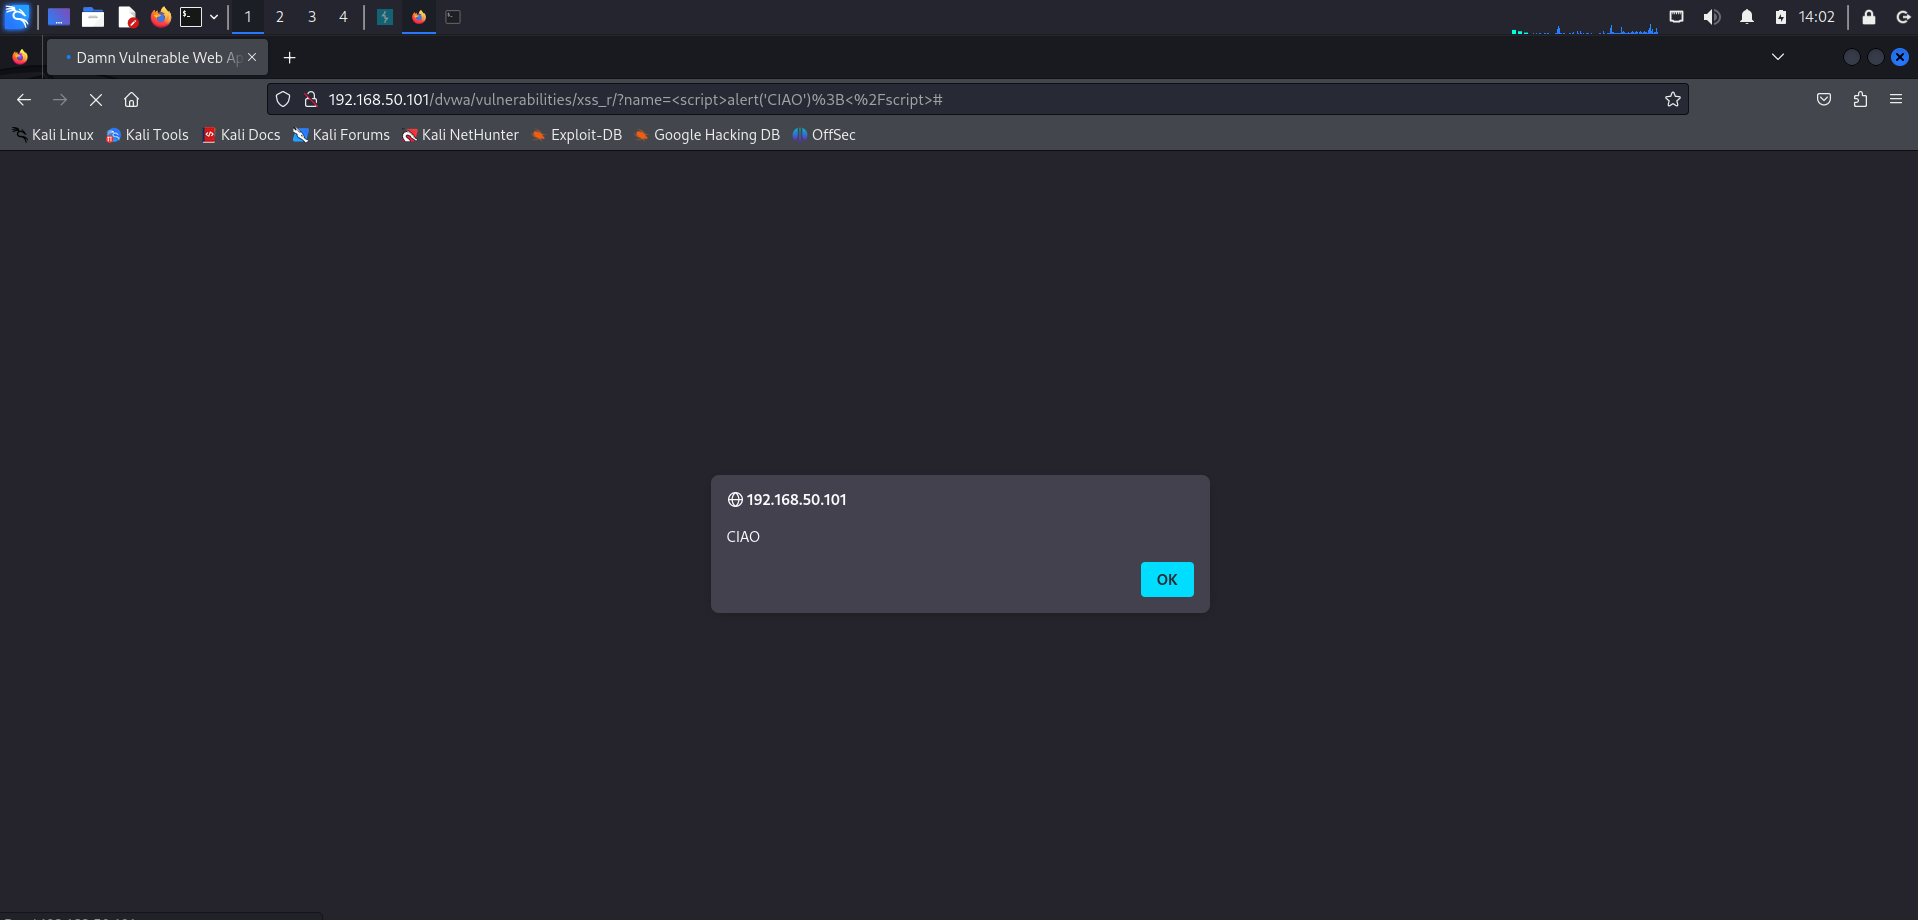 1 2 3 4 14:02
Damn Vulnerable Web Ap
192.168.50.101/dvwa/vulnerabilities/xss_r/?name=<script>alert('CIAO')%3B<%2Fscript>#
Kali Linux Kali Tools Kali Docs Kali Forums Kali NetHunter Exploit-DB Google Hacking DB OffSec
192.168.50.101
CIAO
OK